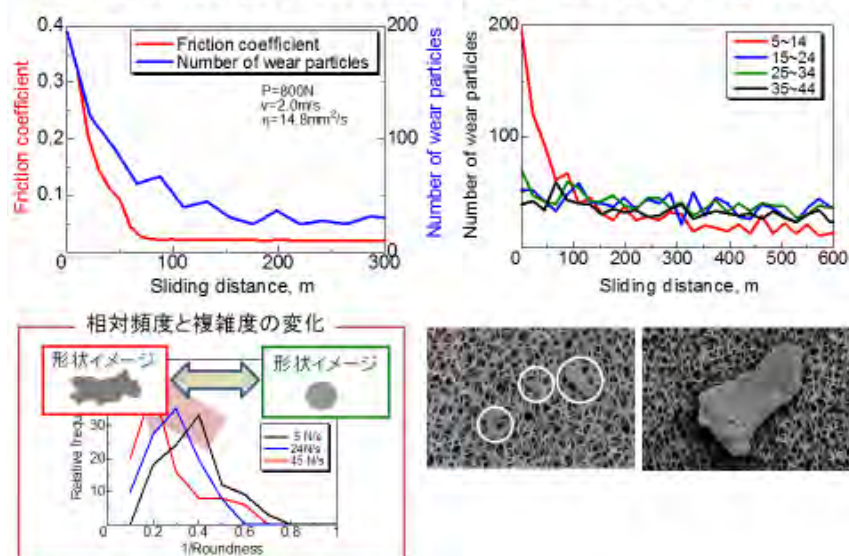 0.4
0.3
0.2
0.1
0
Friction coefficient
Friction coefficient
Number of wear particles
P=800N
v=2.0m/s
η=14.8mm²/s
200
100
0
Number of wear particles
0
100
200
300
Sliding distance, m
200
100
0
Number of wear particles
5~14
15~24
25~34
35~44
0
100
200
300
400
500
600
Sliding distance, m
相対頻度と複雑度の変化
形状イメージ
形状イメージ
30
20
10
0
Relative
5 N/s
24N/s
45 N/s
0.2
0.4
0.6
0.8
1
1/Roundness